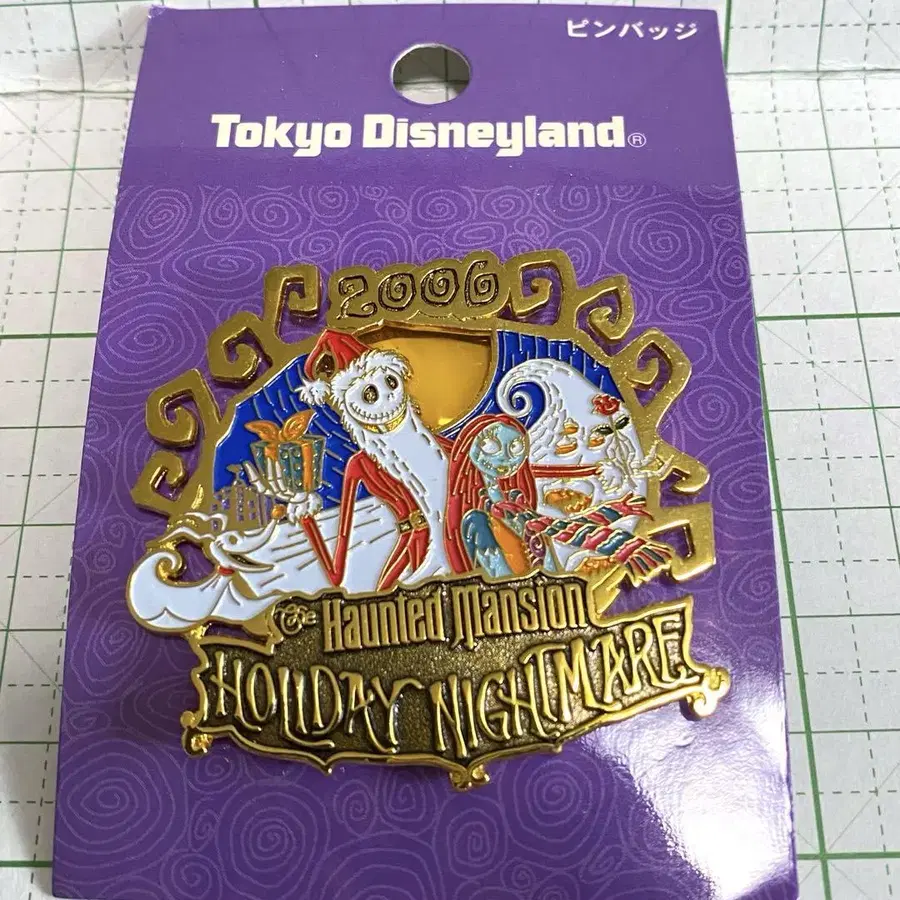 ピンバッジ
Tokyo Disneyland®
2006
The Haunted Mansion
HOLIDAY NIGHTMARE